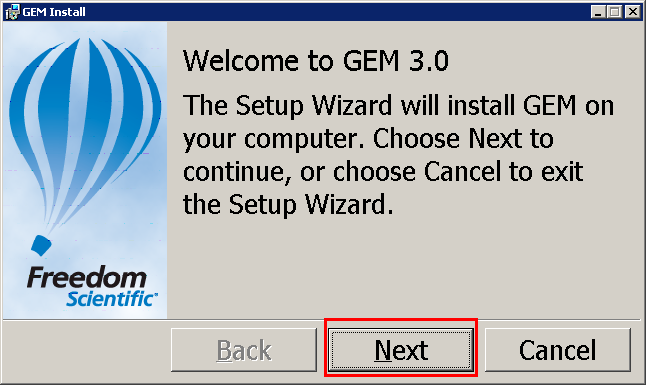 GEM Install
Welcome to GEM 3.0
The Setup Wizard will install GEM on
your computer. Choose Next to
continue, or choose Cancel to exit
the Setup Wizard.
Freedom
Scientific
Back
Next
Cancel